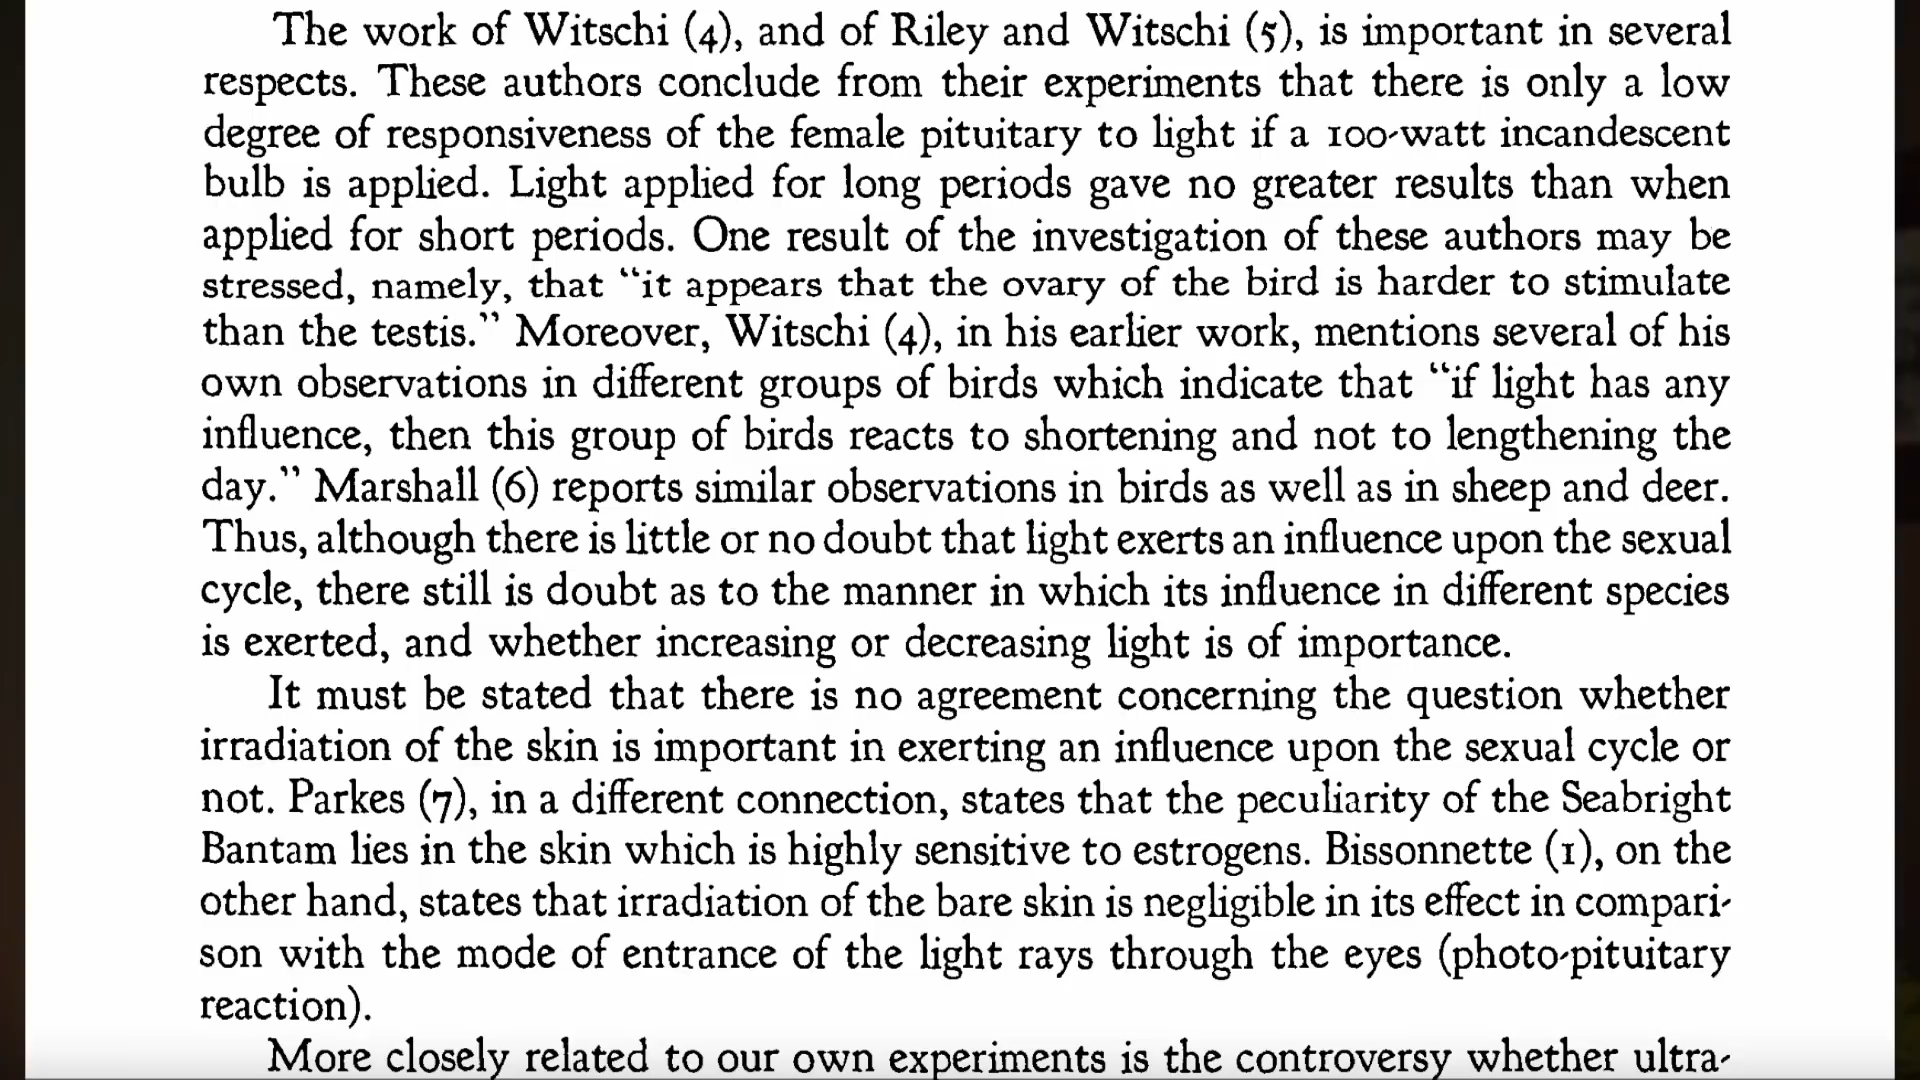 The work of Witschi (4), and of Riley and Witschi (5), is important in several
respects. These authors conclude from their experiments that there is only a low
degree of responsiveness of the female pituitary to light if a 100-watt incandescent
bulb is applied. Light applied for long periods gave no greater results than when
applied for short periods. One result of the investigation of these authors may be
stressed, namely, that “it appears that the ovary of the bird is harder to stimulate
than the testis.” Moreover, Witschi (4), in his earlier work, mentions several of his
own observations in different groups of birds which indicate that “if light has any
influence, then this group of birds reacts to shortening and not to lengthening the
day.” Marshall (6) reports similar observations in birds as well as in sheep and deer.
Thus, although there is little or no doubt that light exerts an influence upon the sexual
cycle, there still is doubt as to the manner in which its influence in different species
is exerted, and whether increasing or decreasing light is of importance.
It must be stated that there is no agreement concerning the question whether
irradiation of the skin is important in exerting an influence upon the sexual cycle or
not. Parkes (7), in a different connection, states that the peculiarity of the Seabright
Bantam lies in the skin which is highly sensitive to estrogens. Bissonnette (1), on the
other hand, states that irradiation of the bare skin is negligible in its effect in compari-
son with the mode of entrance of the light rays through the eyes (photo-pituitary
reaction).
More closely related to our own experiments is the controversy whether ultra-